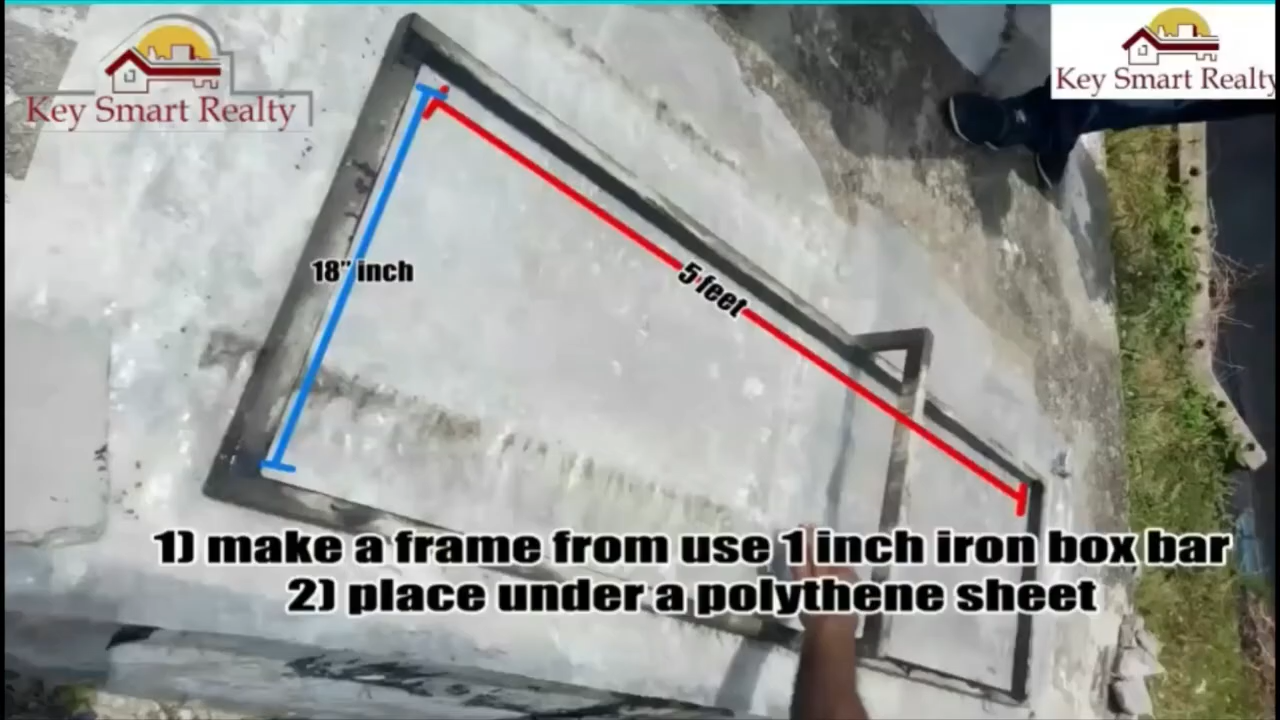 Key Smart Realty
Key Smart Realty
18" inch
5 feet
1) make a frame from use 1 inch iron box bar
2) place under a polythene sheet